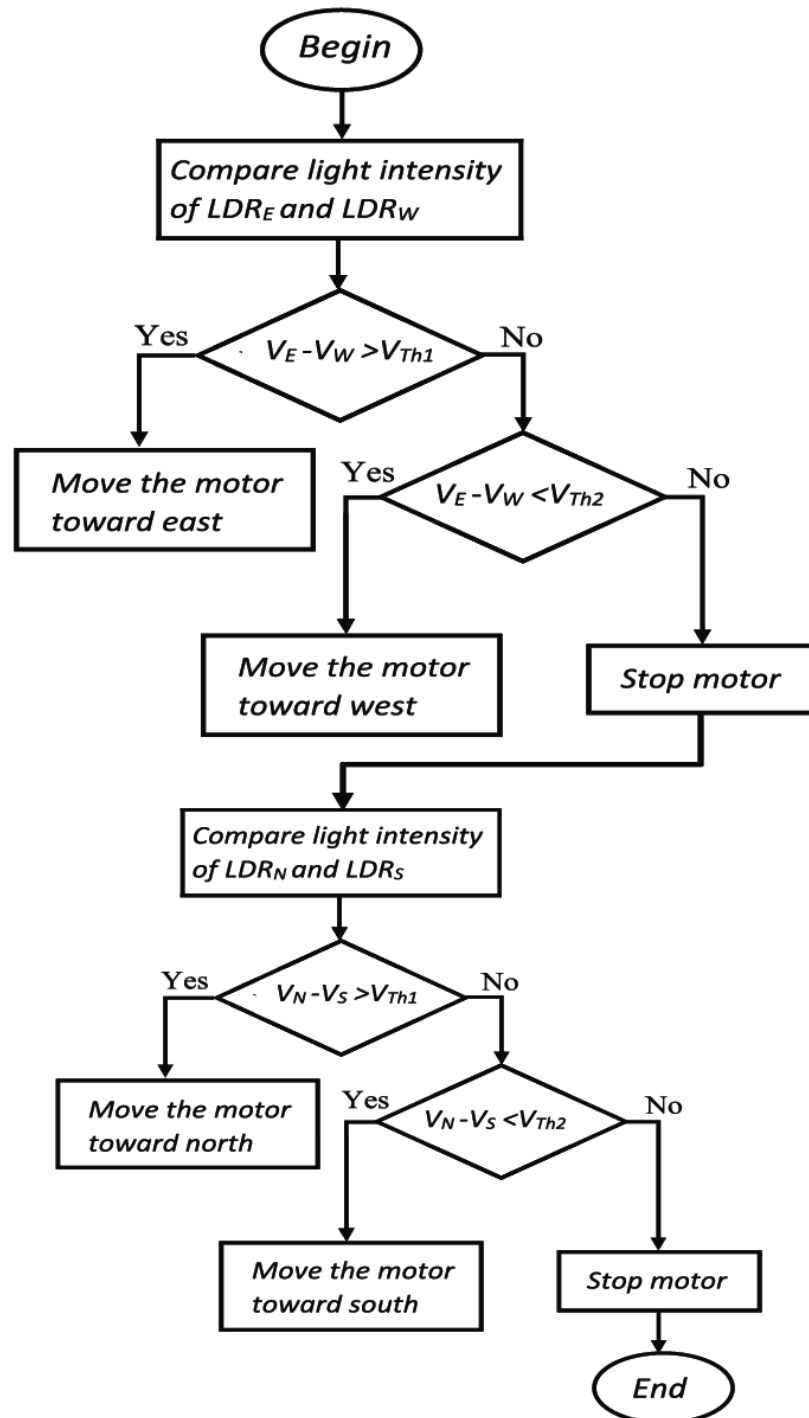 Begin
Compare light intensity
of LDRE and LDRW
Yes
VE -VW >VTh1
No
Move the motor
toward east
Yes
VE -VW <VTh2
No
Move the motor
toward west
Stop motor
Compare light intensity
of LDRN and LDRS
Yes
VN -VS >VTh1
No
Move the motor
toward north
Yes
VN -VS <VTh2
No
Move the motor
toward south
Stop motor
End